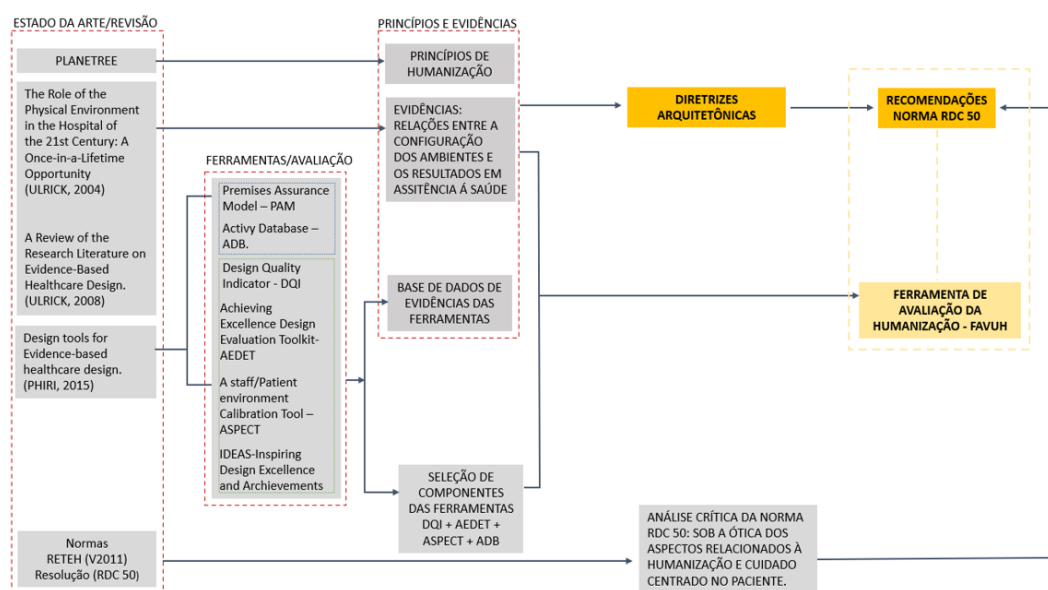 ESTADO DA ARTE/REVISÃO
PLANETREE
The Role of the
Physical Environment
in the Hospital of
the 21st Century: A
Once-in-a-Lifetime
Opportunity
(ULRICK, 2004)
A Review of the
Research Literature on
Evidence-Based
Healthcare Design.
(ULRICK, 2008)
Design tools for
Evidence-based
healthcare design.
(PHIRI, 2015)
Normas
RETEH (V2011)
Resolução (RDC 50)
FERRAMENTAS/AVALIAÇÃO
Premises Assurance
Model – PAM
Activy Database –
ADB.
Design Quality
Indicator - DQI
Achieving
Excellence Design
Evaluation Toolkit-
AEDET
A staff/Patient
environment
Calibration Tool –
ASPECT
IDEAS-Inspiring
Design Excellence
and Archievements
PRINCÍPIOS E EVIDÊNCIAS
PRINCÍPIOS DE
HUMANIZAÇÃO
EVIDÊNCIAS:
RELAÇÕES ENTRE A
CONFIGURAÇÃO
DOS AMBIENTES E
OS RESULTADOS EM
ASSITÊNCIA Á SAÚDE
BASE DE DADOS DE
EVIDÊNCIAS DAS
FERRAMENTAS
SELEÇÃO DE
COMPONENTES
DAS FERRAMENTAS
DQI + AEDET +
ASPECT + ADB
DIRETRIZES
ARQUITETÔNICAS
RECOMENDAÇÕES
NORMA RDC 50
FERRAMENTA DE
AVALIAÇÃO DA
HUMANIZAÇÃO - FAVUH
ANÁLISE CRÍTICA DA NORMA
RDC 50: SOB A ÓTICA DOS
ASPECTOS RELACIONADOS À
HUMANIZAÇÃO E CUIDADO
CENTRADO NO PACIENTE.